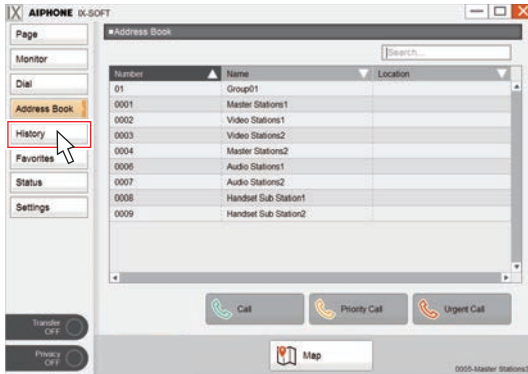 AIPHONE IX-SOFT
Page
Monitor
Dial
Address Book
History
Favorites
Status
Settings
Transfer
OFF
Privacy
OFF
■Address Book
Search...
Number Name Location
01 Group01
0001 Master Stations1
0002 Video Stations1
0003 Video Stations2
0004 Master Stations2
0006 Audio Stations1
0007 Audio Stations2
0008 Handset Sub Station1
0009 Handset Sub Station2
Call Priority Call Urgent Call
Map
0005-Master Stations3